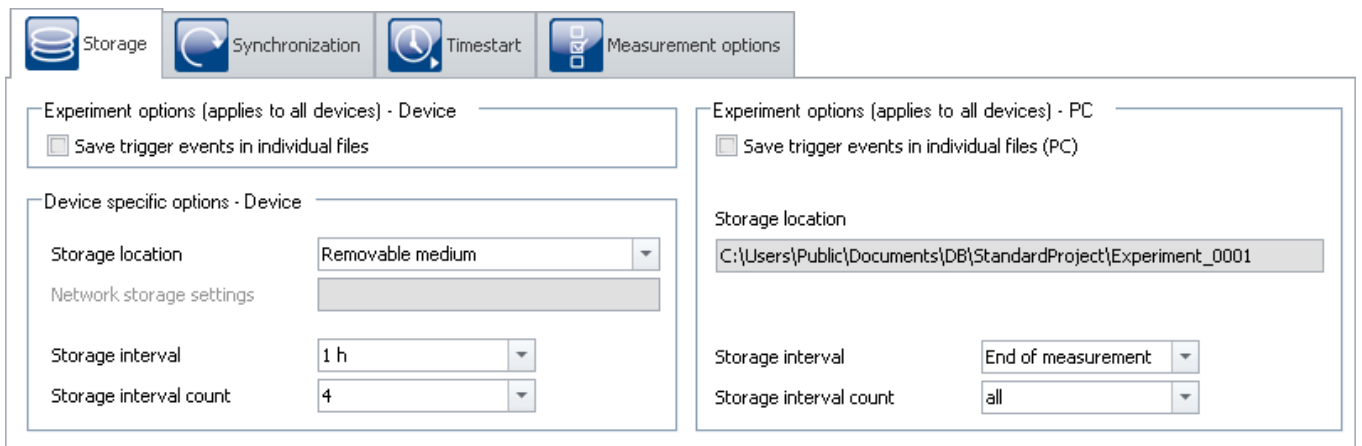 Storage
Synchronization
Timestart
Measurement options
Experiment options (applies to all devices) - Device
Save trigger events in individual files
Device specific options - Device
Storage location
Removable medium
Network storage settings
Storage interval
1 h
Storage interval count
4
Experiment options (applies to all devices) - PC
Save trigger events in individual files (PC)
Storage location
C:\Users\Public\Documents\DB\StandardProject\Experiment_0001
Storage interval
End of measurement
Storage interval count
all